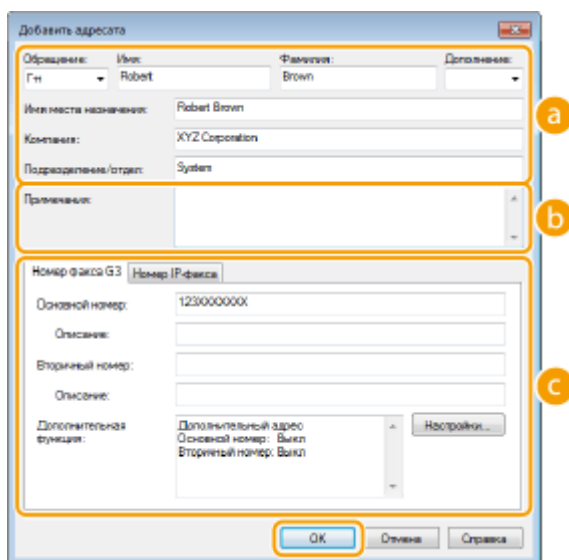 Добавить адресата
Обращение: Имя: Фамилия: Дополнение:
Г-н Robert Brown
Имя места назначения: Robert Brown
Компания: XYZ Corporation
Подразделение/отдел: System
a
Примечания:
b
Номер факса G3 Номер IP-факса
Основной номер: 123XXXXXXX
Описание:
Вторичный номер:
Описание:
Дополнительная функция: Дополнительный адрес Настройки...
Основной номер: Выкл
Вторичный номер: Выкл
c
OK Отмена Справка